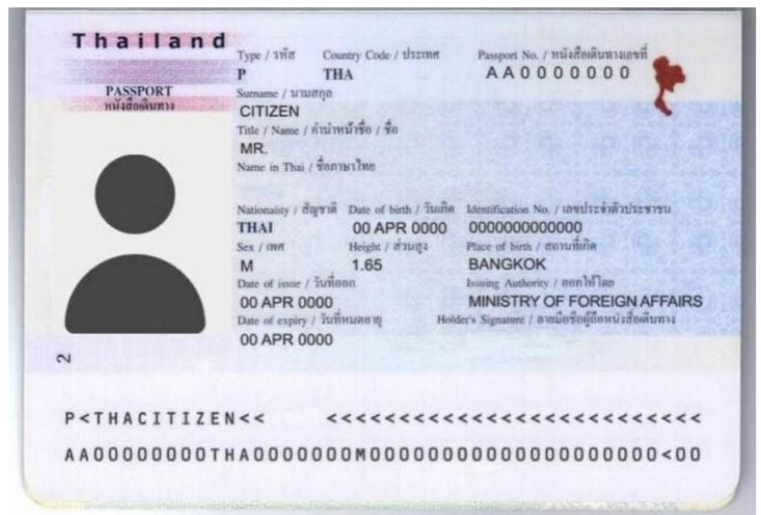 Thailand
Type / รหัส Country Code / ประเทศ Passport No. / หนังสือเดินทางเลขที่
P THA AA0000000
PASSPORT
หนังสือเดินทาง
Surname / นามสกุล
CITIZEN
Title / Name / คำนำหน้าชื่อ / ชื่อ
MR.
Name in Thai / ชื่อภาษาไทย
Nationality / สัญชาติ Date of birth / วันเกิด Identification No. / เลขประจำตัวประชาชน
THAI 00 APR 0000 0000000000000
Sex / เพศ Height / ส่วนสูง Place of birth / สถานที่เกิด
M 1.65 BANGKOK
Date of issue / วันที่ออก Issuing Authority / ออกให้โดย
00 APR 0000 MINISTRY OF FOREIGN AFFAIRS
Date of expiry / วันที่หมดอายุ Holder's Signature / ลายมือชื่อผู้ถือหนังสือเดินทาง
00 APR 0000
2
P<THACITIZEN<< <<<<<<<<<<<<<<<<<<<<<<<<<<
AA00000000THA0000000M00000000000000000000000<00